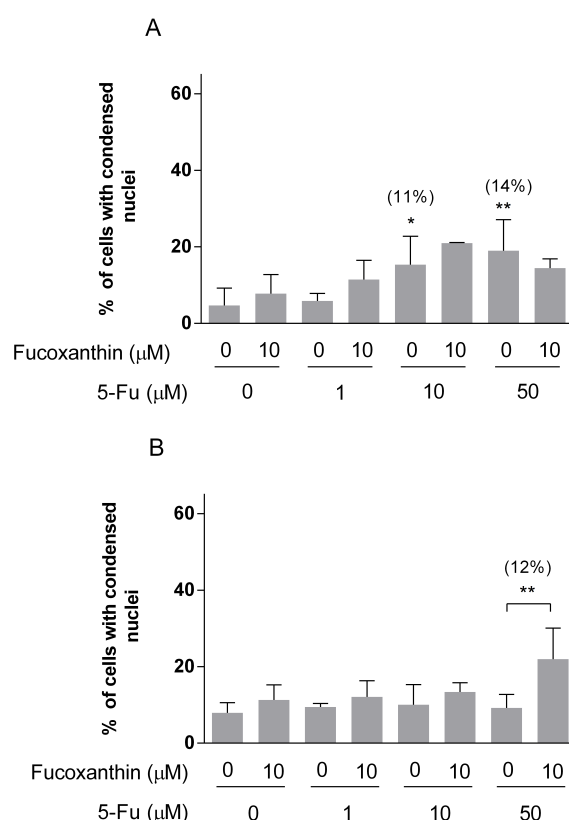 A
% of cells with condensed
nuclei
60
40
20
0
(11%)
*
(14%)
**
Fucoxanthin (μM) 0 10 0 10 0 10 0 10
5-Fu (μM) 0 1 10 50
B
% of cells with condensed
nuclei
60
40
20
0
(12%)
**
Fucoxanthin (μM) 0 10 0 10 0 10 0 10
5-Fu (μM) 0 1 10 50